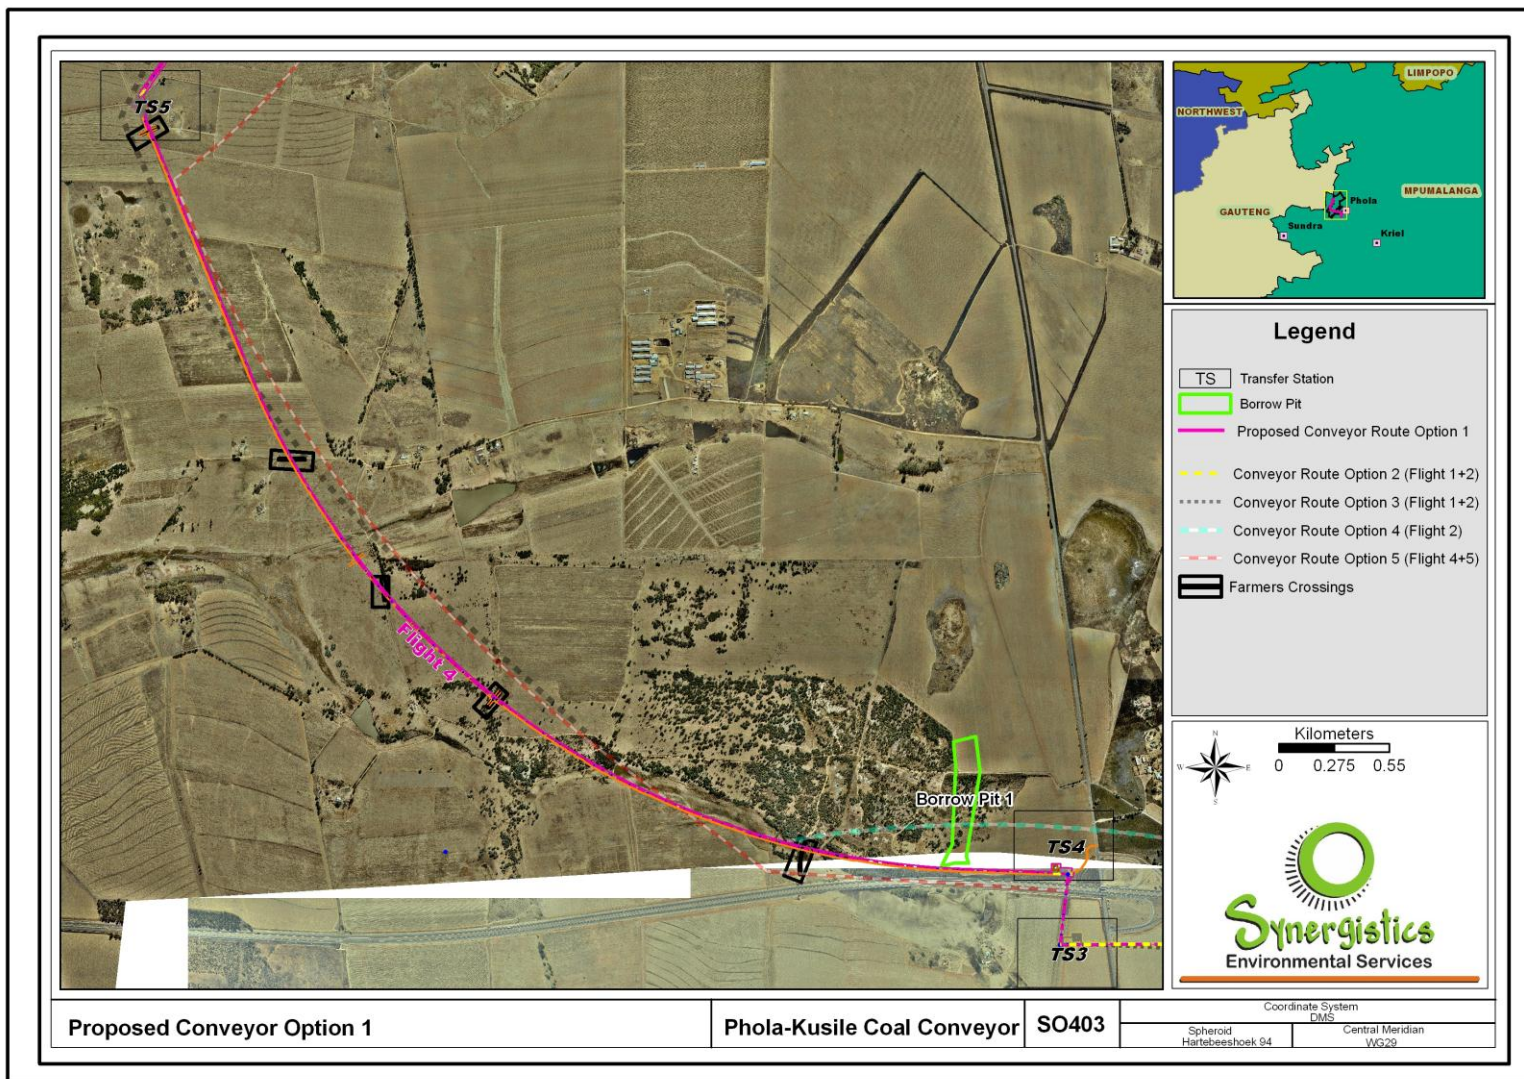 TS5
Flight 4
Borrow Pit 1
TS4
TS3
LIMPOPO
NORTHWEST
MPUMALANGA
GAUTENG
Phola
Sundra
Kriel
Legend
TS Transfer Station
Borrow Pit
Proposed Conveyor Route Option 1
Conveyor Route Option 2 (Flight 1+2)
Conveyor Route Option 3 (Flight 1+2)
Conveyor Route Option 4 (Flight 2)
Conveyor Route Option 5 (Flight 4+5)
Farmers Crossings
N
W E
S
Kilometers
0 0.275 0.55
Synergistics
Environmental Services
Proposed Conveyor Option 1
Phola-Kusile Coal Conveyor
SO403
Coordinate System
DMS
Spheroid
Hartebeeshoek 94
Central Meridian
WG29